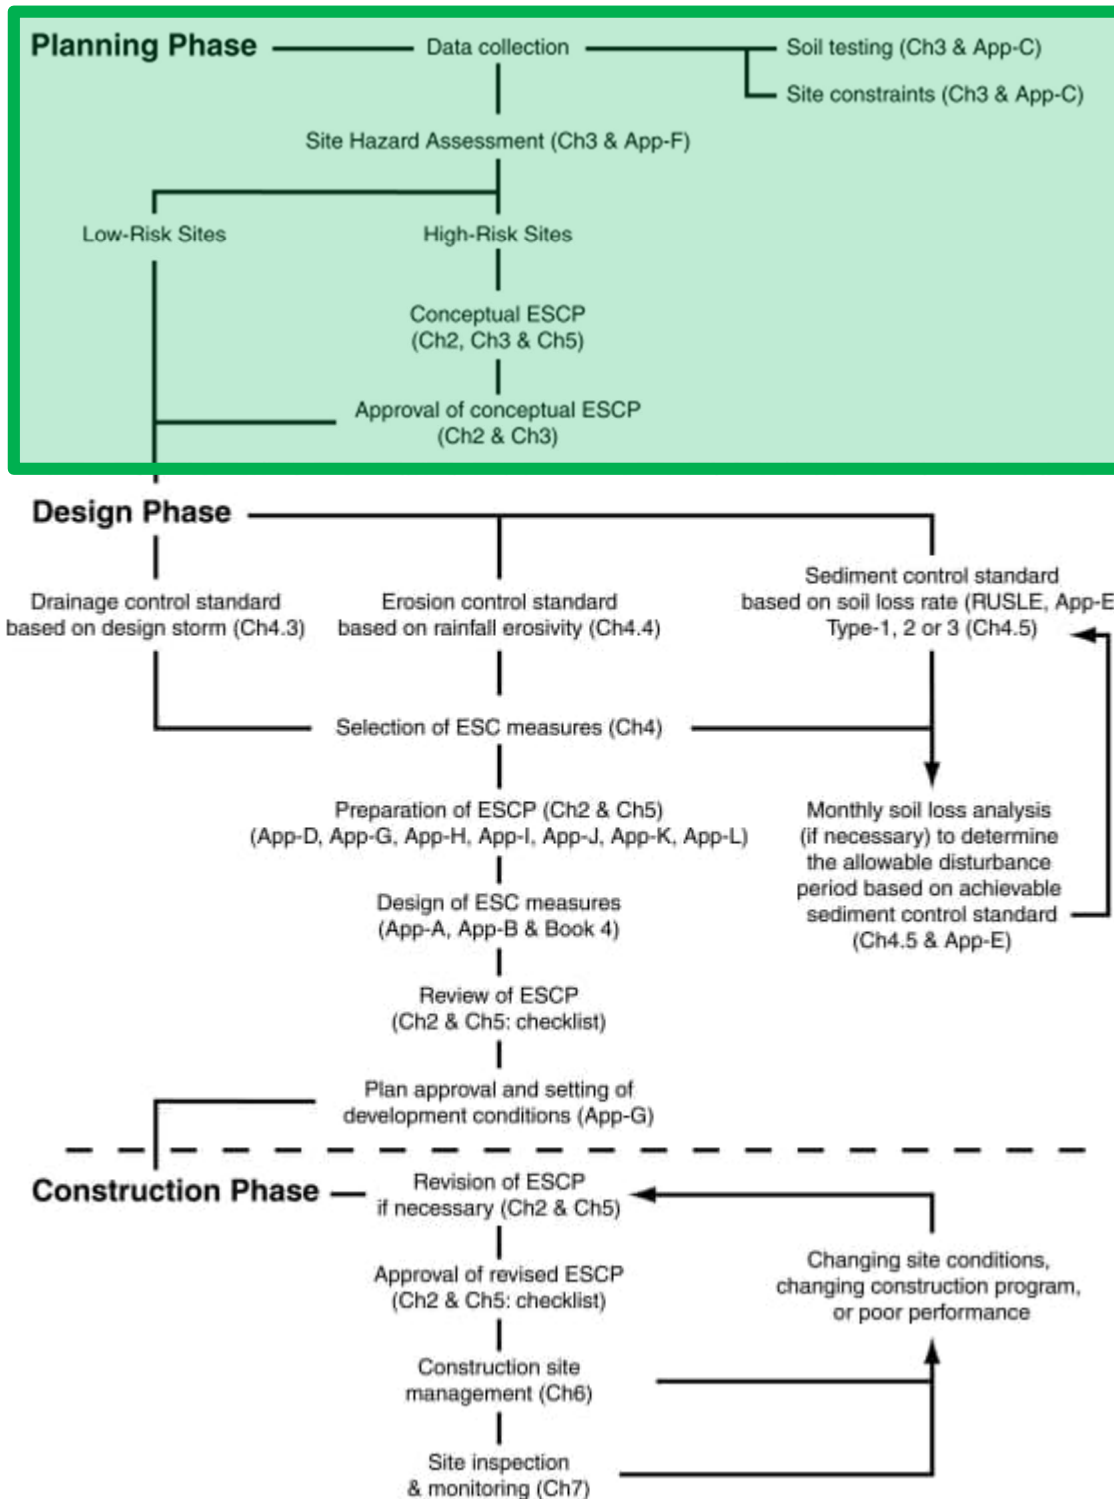 Planning Phase
Data collection
Soil testing (Ch3 & App-C)
Site constraints (Ch3 & App-C)
Site Hazard Assessment (Ch3 & App-F)
Low-Risk Sites
High-Risk Sites
Conceptual ESCP
(Ch2, Ch3 & Ch5)
Approval of conceptual ESCP
(Ch2 & Ch3)
Design Phase
Drainage control standard
based on design storm (Ch4.3)
Erosion control standard
based on rainfall erosivity (Ch4.4)
Sediment control standard
based on soil loss rate (RUSLE, App-E
Type-1, 2 or 3 (Ch4.5)
Selection of ESC measures (Ch4)
Preparation of ESCP (Ch2 & Ch5)
(App-D, App-G, App-H, App-I, App-J, App-K, App-L)
Monthly soil loss analysis
(if necessary) to determine
the allowable disturbance
period based on achievable
sediment control standard
(Ch4.5 & App-E)
Design of ESC measures
(App-A, App-B & Book 4)
Review of ESCP
(Ch2 & Ch5: checklist)
Plan approval and setting of
development conditions (App-G)
Construction Phase
Revision of ESCP
if necessary (Ch2 & Ch5)
Approval of revised ESCP
(Ch2 & Ch5: checklist)
Changing site conditions,
changing construction program,
or poor performance
Construction site
management (Ch6)
Site inspection
& monitoring (Ch7)